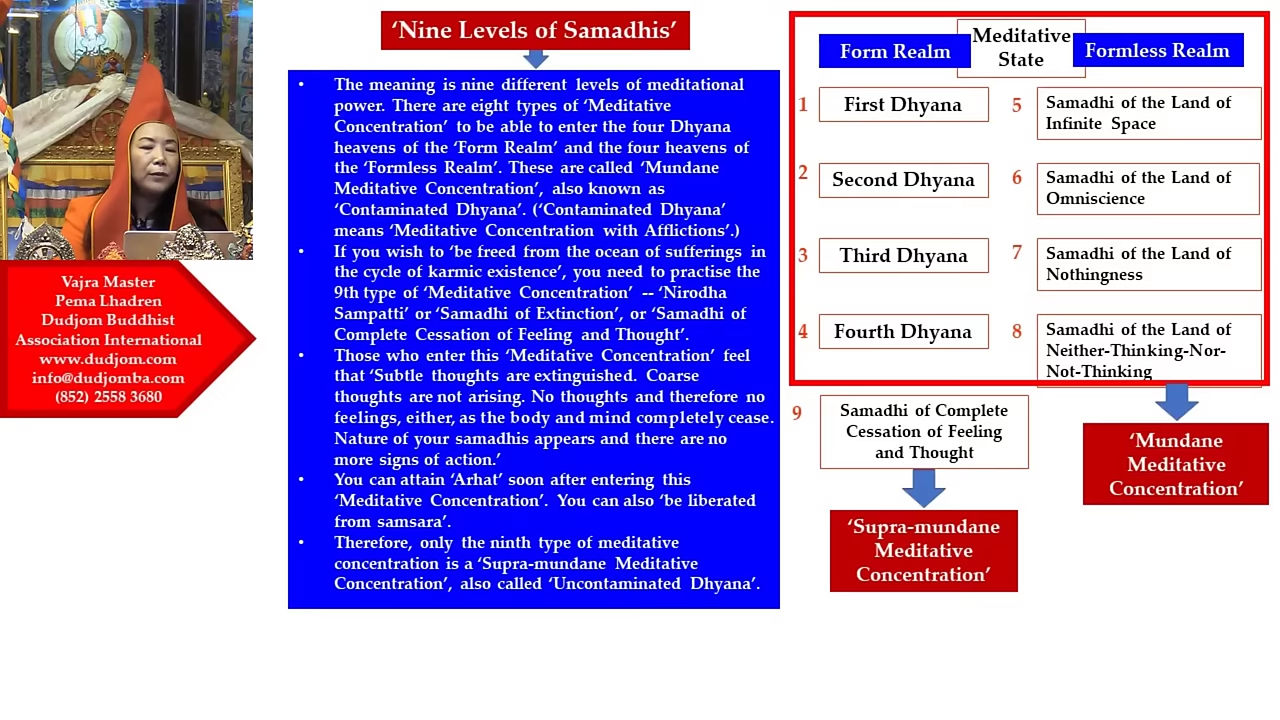 ‘Nine Levels of Samadhis’
• The meaning is nine different levels of meditational
power. There are eight types of ‘Meditative
Concentration’ to be able to enter the four Dhyana
heavens of the ‘Form Realm’ and the four heavens of
the ‘Formless Realm’. These are called ‘Mundane
Meditative Concentration’, also known as
‘Contaminated Dhyana’. (‘Contaminated Dhyana’
means ‘Meditative Concentration with Afflictions’.)
• If you wish to ‘be freed from the ocean of sufferings in
the cycle of karmic existence’, you need to practise the
9th type of ‘Meditative Concentration’ -- ‘Nirodha
Sampatti’ or ‘Samadhi of Extinction’, or ‘Samadhi of
Complete Cessation of Feeling and Thought’.
• Those who enter this ‘Meditative Concentration’ feel
that ‘Subtle thoughts are extinguished. Coarse
thoughts are not arising. No thoughts and therefore no
feelings, either, as the body and mind completely cease.
Nature of your samadhis appears and there are no
more signs of action.’
• You can attain ‘Arhat’ soon after entering this
‘Meditative Concentration’. You can also ‘be liberated
from samsara’.
• Therefore, only the ninth type of meditative
concentration is a ‘Supra-mundane Meditative
Concentration’, also called ‘Uncontaminated Dhyana’.
Vajra Master
Pema Lhadren
Dudjom Buddhist
Association International
www.dudjom.com
info@dudjomba.com
(852) 2558 3680
Form Realm
Meditative
State
Formless Realm
1 First Dhyana
2 Second Dhyana
3 Third Dhyana
4 Fourth Dhyana
5 Samadhi of the Land of
Infinite Space
6 Samadhi of the Land of
Omniscience
7 Samadhi of the Land of
Nothingness
8 Samadhi of the Land of
Neither-Thinking-Nor-
Not-Thinking
9 Samadhi of Complete
Cessation of Feeling
and Thought
‘Mundane
Meditative
Concentration’
‘Supra-mundane
Meditative
Concentration’